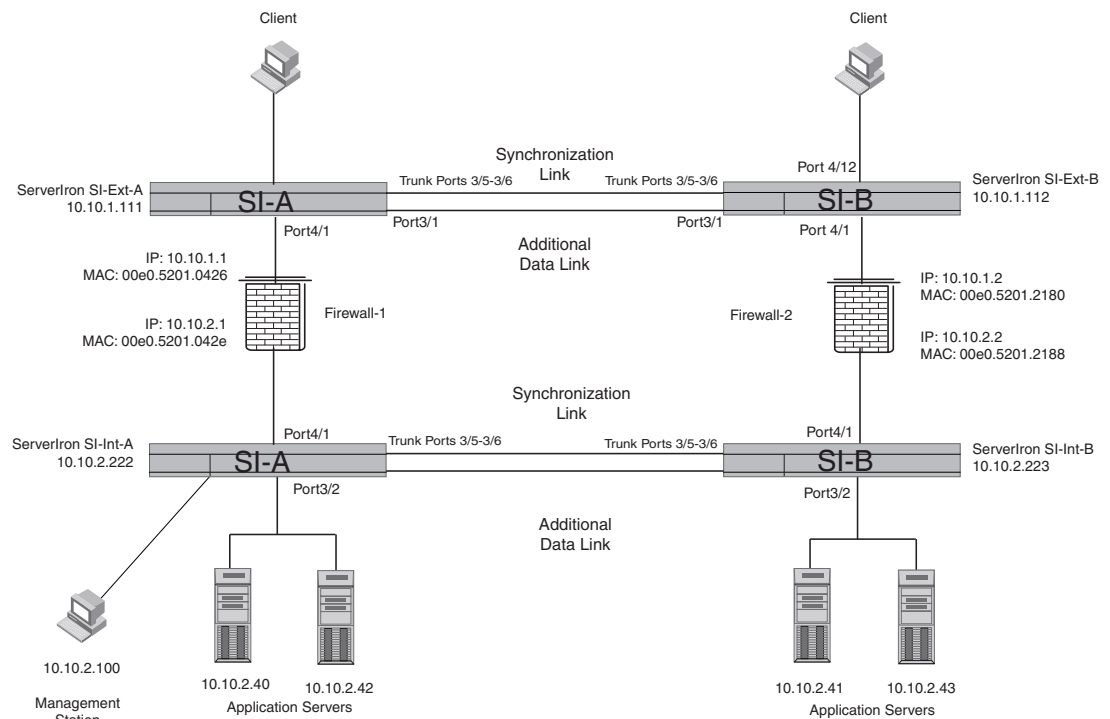 Client
Client
Synchronization
Link
Port 4/12
ServerIron SI-Ext-A
10.10.1.111
SI-A
Trunk Ports 3/5-3/6
Trunk Ports 3/5-3/6
SI-B
ServerIron SI-Ext-B
10.10.1.112
Port4/1
Port3/1
Port3/1
Port 4/1
Additional
Data Link
IP: 10.10.1.1
MAC: 00e0.5201.0426
IP: 10.10.2.1
MAC: 00e0.5201.042e
Firewall-1
Firewall-2
IP: 10.10.1.2
MAC: 00e0.5201.2180
IP: 10.10.2.2
MAC: 00e0.5201.2188
Synchronization
Link
ServerIron SI-Int-A
10.10.2.222
Port4/1
SI-A
Trunk Ports 3/5-3/6
Trunk Ports 3/5-3/6
Port4/1
SI-B
ServerIron SI-Int-B
10.10.2.223
Port3/2
Port3/2
Additional
Data Link
10.10.2.100
Management
Station
10.10.2.40
10.10.2.42
Application Servers
10.10.2.41
10.10.2.43
Application Servers